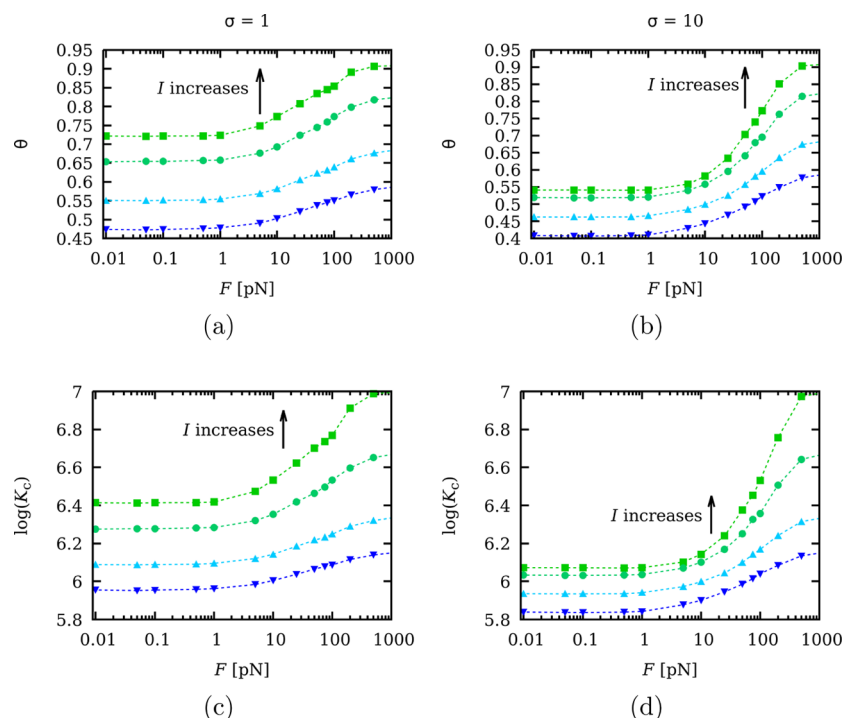 σ = 1
σ = 10
0.95
0.9
0.85
0.8
0.75
0.7
0.65
0.6
0.55
0.5
0.45
θ
I increases
0.01 0.1 1 10 100 1000
F [pN]
(a)
0.95
0.9
0.85
0.8
0.75
0.7
0.65
0.6
0.55
0.5
0.45
0.4
θ
I increases
0.01 0.1 1 10 100 1000
F [pN]
(b)
7
6.8
6.6
6.4
6.2
6
5.8
log(Kc)
I increases
0.01 0.1 1 10 100 1000
F [pN]
(c)
7
6.8
6.6
6.4
6.2
6
5.8
log(Kc)
I increases
0.01 0.1 1 10 100 1000
F [pN]
(d)